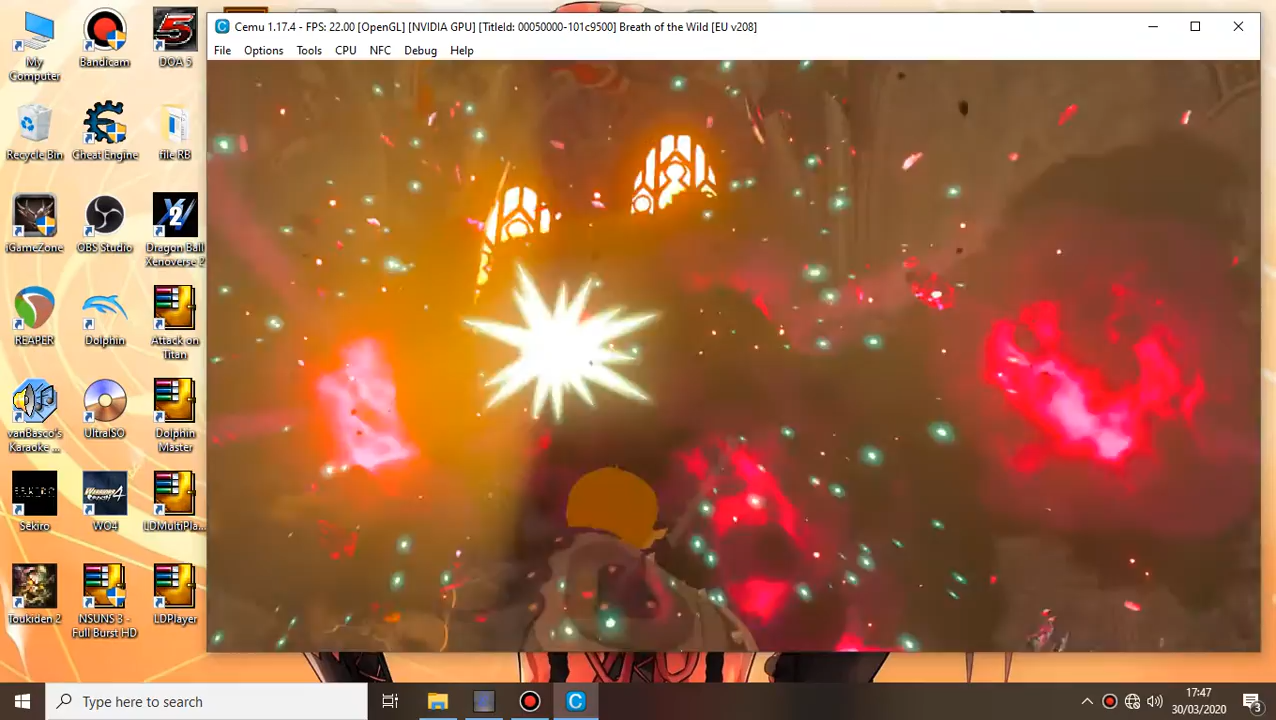 Cemu 1.17.4 - FPS: 22.00 [OpenGL] [NVIDIA GPU] [TitleId: 00050000-101c9500] Breath of the Wild [EU v208]
File Options Tools CPU NFC Debug Help
My Computer
Bandicam
DOA 5
Recycle Bin
Cheat Engine
file RB
iGameZone
OBS Studio
Dragon Ball Xenoverse 2
REAPER
Dolphin
Attack on Titan
vanBasco's Karaoke ...
UltraISO
Dolphin Master
Sekiro
WO4
LDMultiPla...
Toukiden 2
NSUNS 3 - Full Burst HD
LDPlayer
Type here to search
17:47
30/03/2020
3